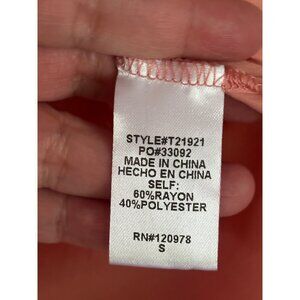 STYLE#T21921
PO#33092
MADE IN CHINA
HECHO EN CHINA
SELF:
60%RAYON
40%POLYESTER
RN#120978
S